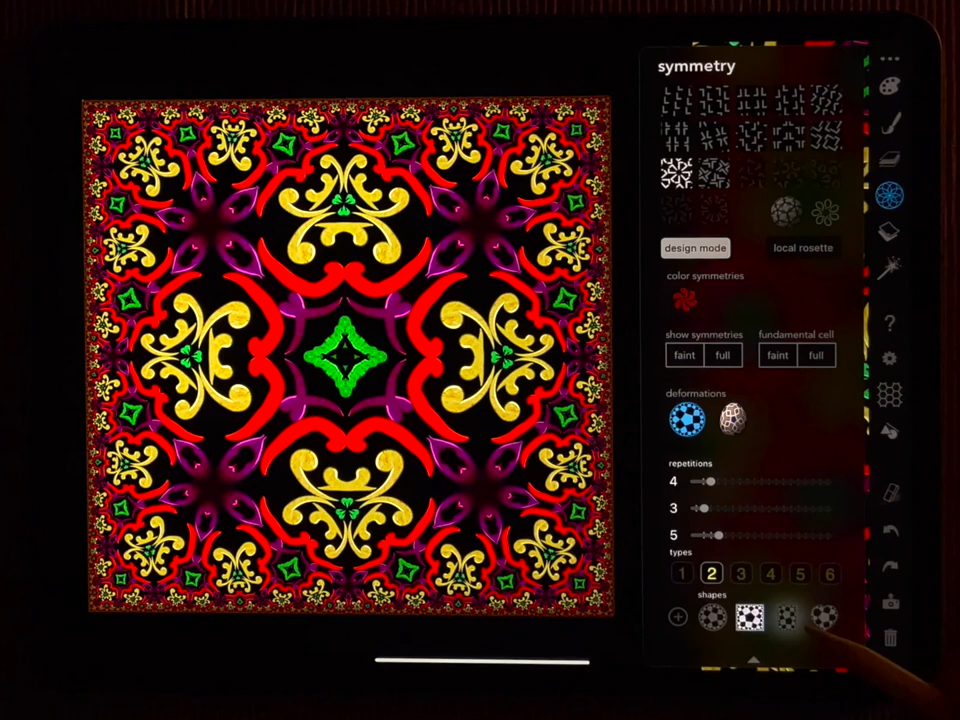 symmetry
design mode local rosette
color symmetries
show symmetries fundamental cell
faint full faint full
deformations
repetitions
4
3
5
types
1 2 3 4 5 6
shapes
?